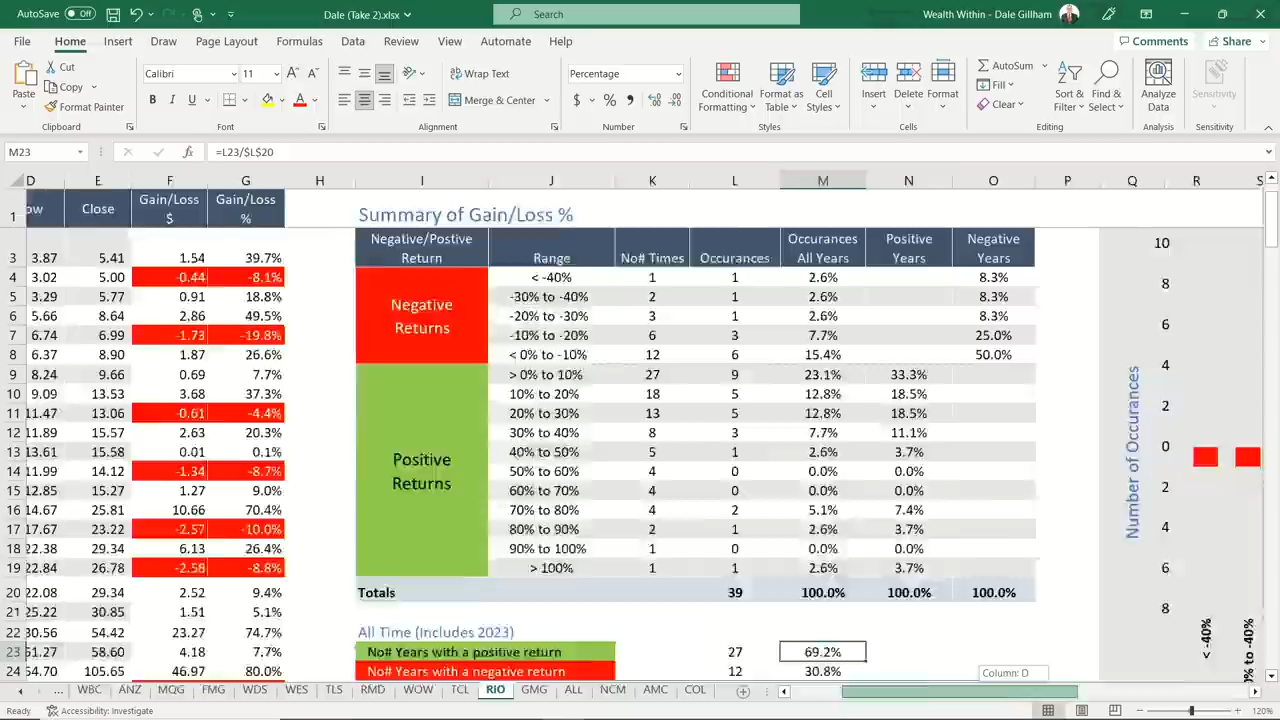 AutoSave Off Dale (Take 2).xlsx Search Wealth Within - Dale Gillham
File Home Insert Draw Page Layout Formulas Data Review View Automate Help Comments Share
Paste Cut Copy Format Painter
Calibri 11
B I U
Wrap Text
Merge & Center
Percentage
$ % ,
Conditional Formatting Format as Table Cell Styles
Insert Delete Format
AutoSum Fill Clear
Sort & Filter Find & Select
Analyze Data Sensitivity
Clipboard Font Alignment Number Styles Cells Editing Analysis Sensitivity
M23 fx =L23/$L$20
D E F G H I J K L M N O P Q R S
1 ow Close Gain/Loss $ Gain/Loss % Summary of Gain/Loss %
Negative/Postive Return Range No# Times Occurances Occurances All Years Positive Years Negative Years
3 3.87 5.41 1.54 39.7% 10
4 3.02 5.00 -0.44 -8.1% < -40% 1 1 2.6% 8.3%
5 3.29 5.77 0.91 18.8% -30% to -40% 2 1 2.6% 8.3% 8
6 5.66 8.64 2.86 49.5% Negative Returns -20% to -30% 3 1 2.6% 8.3% 6
7 6.74 6.99 -1.73 -19.8% -10% to -20% 6 3 7.7% 25.0%
8 6.37 8.90 1.87 26.6% < 0% to -10% 12 6 15.4% 50.0%
9 8.24 9.66 0.69 7.7% > 0% to 10% 27 9 23.1% 33.3% 4
10 9.09 13.53 3.68 37.3% 10% to 20% 18 5 12.8% 18.5%
11 11.47 13.06 -0.61 -4.4% 20% to 30% 13 5 12.8% 18.5% 2
12 11.89 15.57 2.63 20.3% 30% to 40% 8 3 7.7% 11.1%
13 13.61 15.58 0.01 0.1% 40% to 50% 5 1 2.6% 3.7% 0
14 11.99 14.12 -1.34 -8.7% Positive Returns 50% to 60% 4 0 0.0% 0.0%
15 12.85 15.27 1.27 9.0% 60% to 70% 4 0 0.0% 0.0% 2
16 14.67 25.81 10.66 70.4% 70% to 80% 4 2 5.1% 7.4%
17 17.67 23.22 -2.57 -10.0% 80% to 90% 2 1 2.6% 3.7% 4
18 22.38 29.34 6.13 26.4% 90% to 100% 1 0 0.0% 0.0%
19 22.84 26.78 -2.56 -8.8% > 100% 1 1 2.6% 3.7% 6
20 22.08 29.34 2.52 9.4% Totals 39 100.0% 100.0% 100.0%
21 25.22 30.85 1.51 5.1% 8
22 30.56 54.42 23.27 74.7% All Time (Includes 2023)
23 51.27 58.60 4.18 7.7% No# Years with a positive return 27 69.2%
24 54.70 105.65 46.97 80.0% No# Years with a negative return 12 30.8% Column: D
Number of Occurances
< -40%
0% to -40%
... WBC ANZ MQG FMG WDS WES TLS RMD WOW TCL RIO GMG ALL NCM AMC COL
Ready Accessibility: Investigate 120%